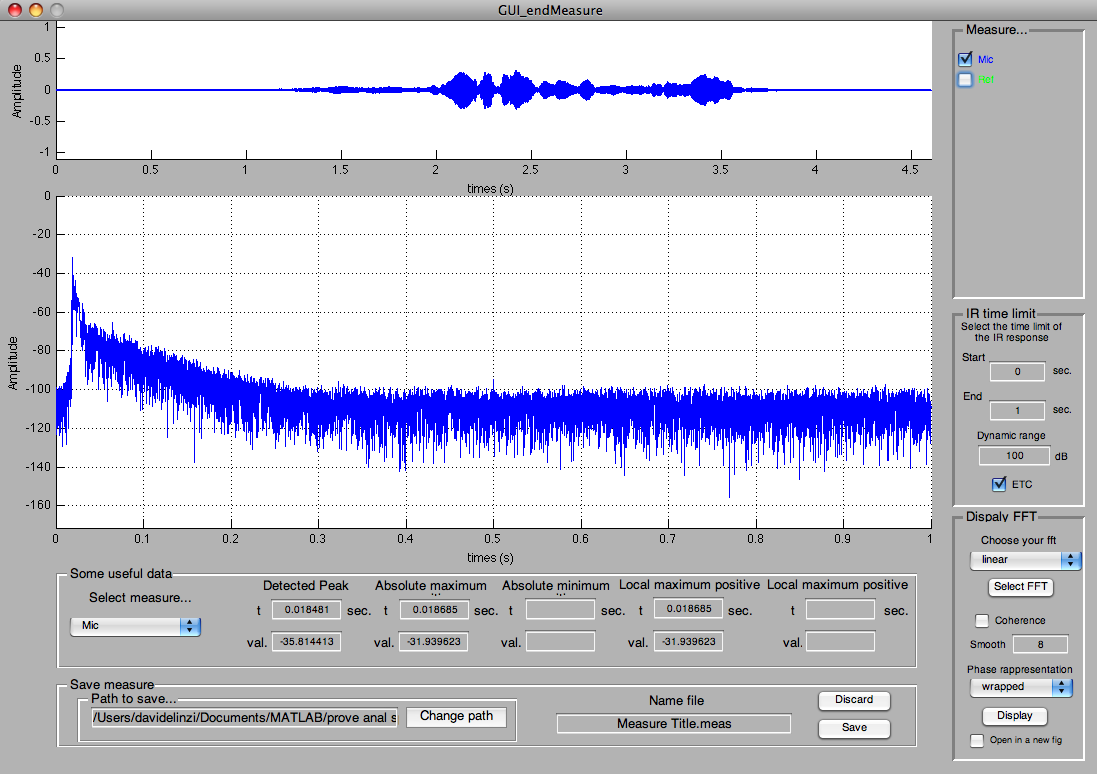 GUI_endMeasure
1
0.5
0
-0.5
-1
Amplitude
0 0.5 1 1.5 2 2.5 3 3.5 4 4.5
times (s)
0
-20
-40
-60
-80
-100
-120
-140
-160
Amplitude
0 0.1 0.2 0.3 0.4 0.5 0.6 0.7 0.8 0.9 1
times (s)
Some useful data
Select measure...
Mic
Detected Peak Absolute maximum Absolute minimum Local maximum positive Local maximum positive
t 0.018481 sec. t 0.018685 sec. t sec. t 0.018685 sec. t sec.
val. -35.814413 val. -31.939623 val. val. -31.939623 val.
Save measure
Path to save...
/Users/davidelinzi/Documents/MATLAB/prove anal s
Change path
Name file
Measure Title.meas
Discard
Save
Measure...
Mic
IR time limit
Select the time limit of
the IR response
Start
0 sec.
End
1 sec.
Dynamic range
100 dB
ETC
Dispaly FFT
Choose your fft
linear
Select FFT
Coherence
Smooth 8
Phase rappresentation
wrapped
Display
Open in a new fig